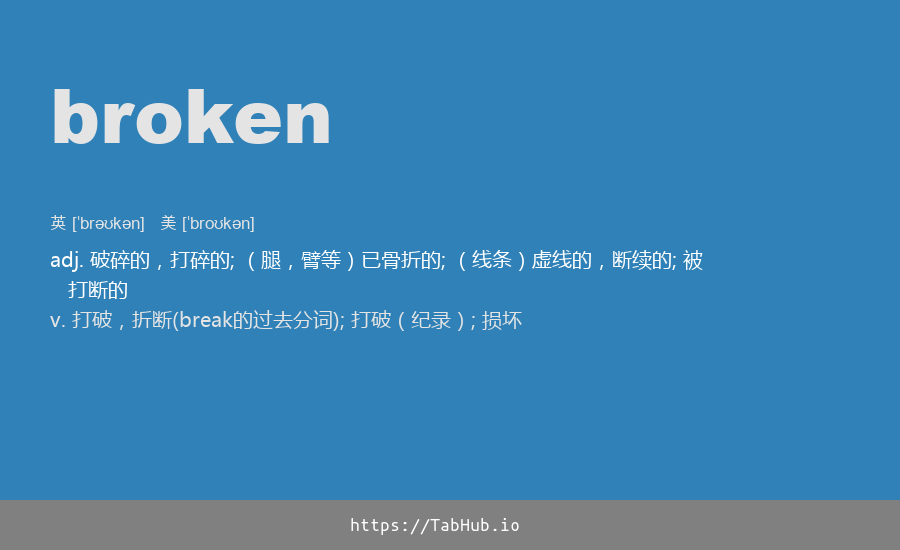 broken
英 [ˈbrəʊkən] 美 [ˈbroʊkən]
adj. 破碎的，打碎的; （腿，臂等）已骨折的; （线条）虚线的，断续的; 被
打断的
v. 打破，折断(break的过去分词); 打破（纪录）; 损坏
https://TabHub.io